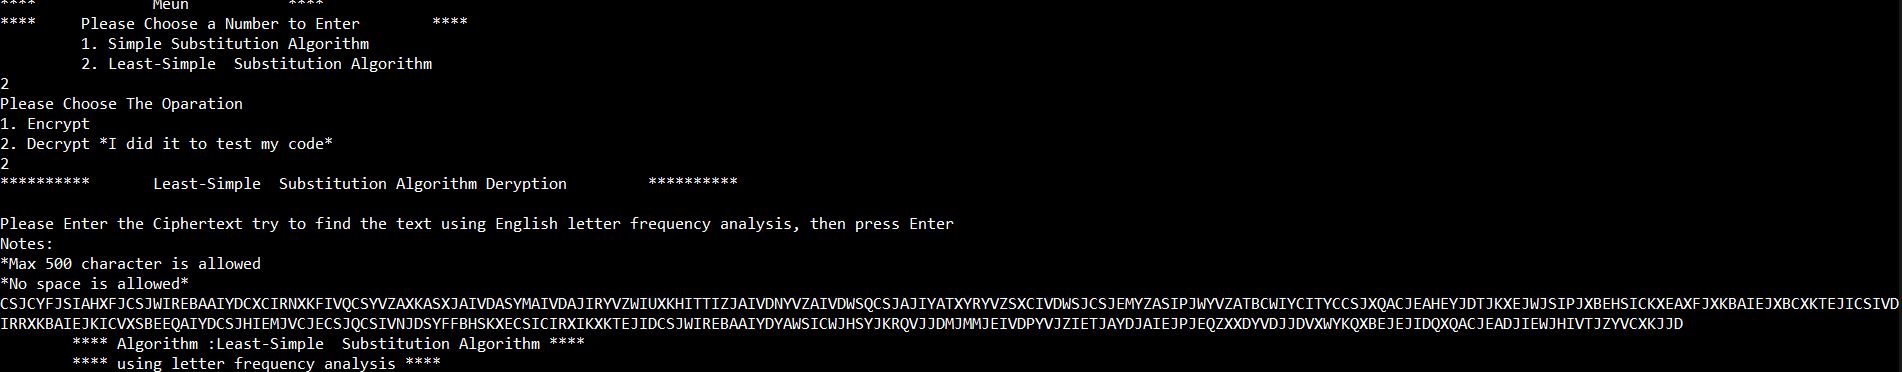 **** Meun ****
**** Please Choose a Number to Enter ****
1. Simple Substitution Algorithm
2. Least-Simple  Substitution Algorithm
2
Please Choose The Oparation
1. Encrypt
2. Decrypt *I did it to test my code*
2
********** Least-Simple  Substitution Algorithm Deryption **********
Please Enter the Ciphertext try to find the text using English letter frequency analysis, then press Enter
Notes:
*Max 500 character is allowed
*No space is allowed*
CSJCYFJSIAHXFJCSJWIREBAAIYDCXCIRNXKFIVQCSYVZAXKASXJAIVDASYMAIVDAJIRYVZWIUXKHITTIZJAIVDNYVZAIVDWSQCSJAJIYATXYRYVZSXCIVDWSJCSJEMYZASIPJWYVZATBCWIYCITYCCSJXQACJEAHEYJDTJKXEJWJSIPJXBEHSICKXEAXFJXKBAIEJXBCXKTEJICSIVD
IRRXKBAIEJKICVXSBEEQAIYDCSJHIEMJVCJECSJQCSIVNJDSYFFBHSKXECSICIRXIKXKTEJIDCSJWIREBAAIYDYAWSICWJHSYJKRQVJJDMJMMJEIVDPYVJZIETJAYDJAIEJPJEQZXXDYVDJJDVXWYKQXBEJEJIDQXQACJEADJIEWJHIVTJZYVCXKJJD
**** Algorithm :Least-Simple  Substitution Algorithm ****
**** using letter frequency analysis ****